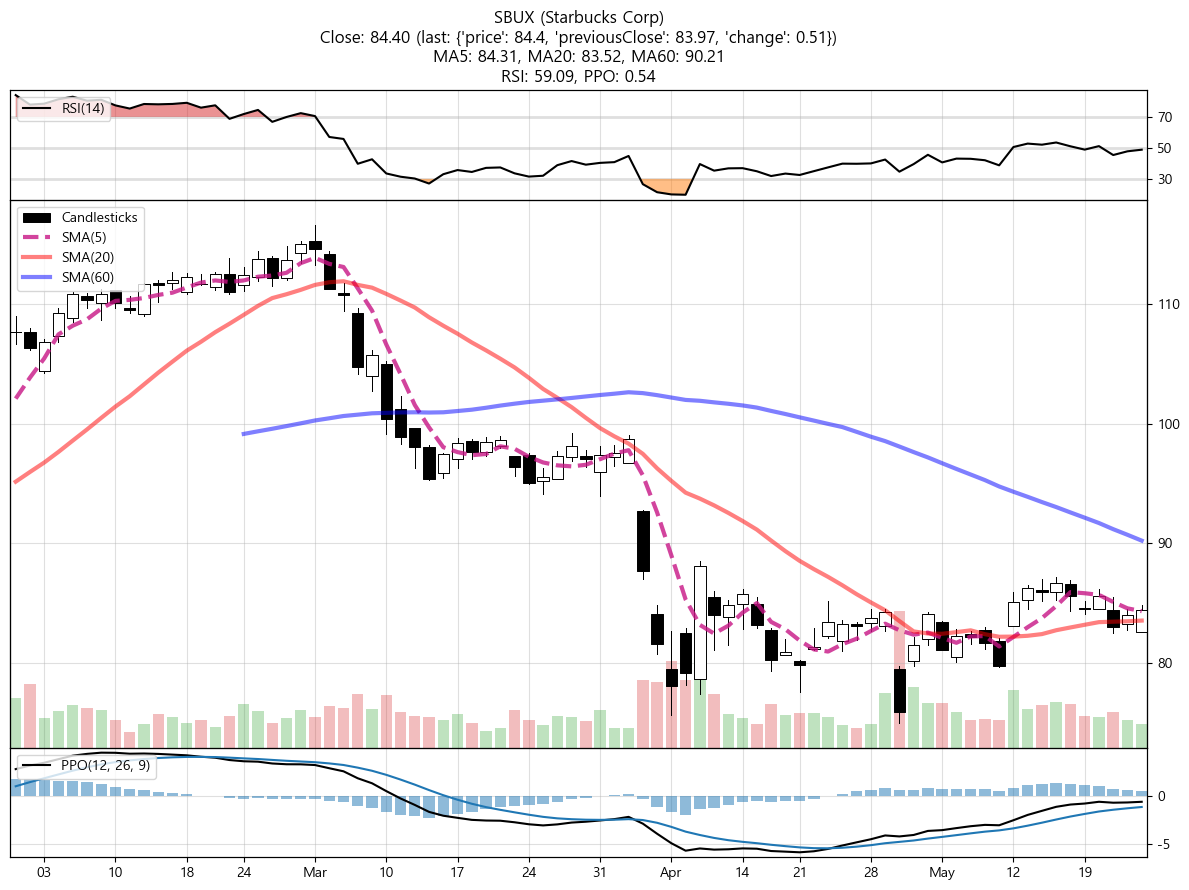 SBUX (Starbucks Corp)
Close: 84.40 (last: {'price': 84.4, 'previousClose': 83.97, 'change': 0.51})
MA5: 84.31, MA20: 83.52, MA60: 90.21
RSI: 59.09, PPO: 0.54
RSI(14)
70
50
30
Candlesticks
SMA(5)
SMA(20)
SMA(60)
110
100
90
80
PPO(12, 26, 9)
0
-5
03 10 18 24 Mar 10 17 24 31 Apr 14 21 28 May 12 19